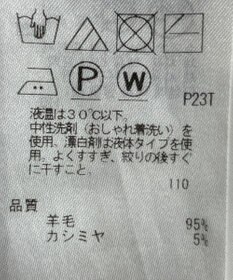 P W
P23T
液温は30℃以下、
中性洗剤(おしゃれ着洗い)を
使用、漂白剤は液体タイプを使
用。よくすすぎ、絞りの後すぐ
に干すこと。
110
品質
羊毛 95%
カシミヤ 5%